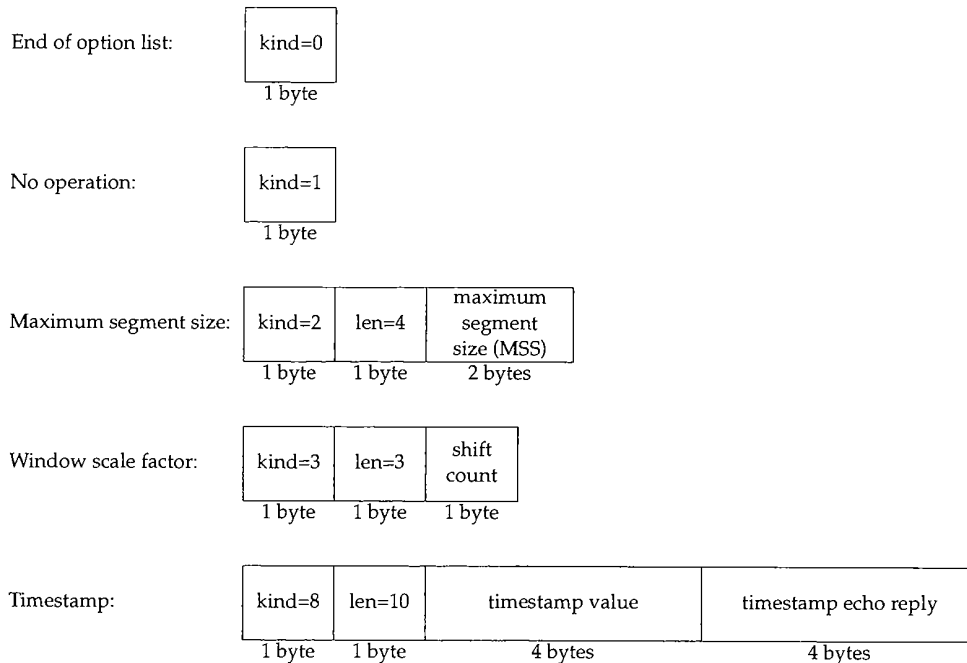 End of option list:
kind=0
1 byte
No operation:
kind=1
1 byte
Maximum segment size:
kind=2
len=4
maximum
segment
size (MSS)
1 byte
1 byte
2 bytes
Window scale factor:
kind=3
len=3
shift
count
1 byte
1 byte
1 byte
Timestamp:
kind=8
len=10
timestamp value
timestamp echo reply
1 byte
1 byte
4 bytes
4 bytes